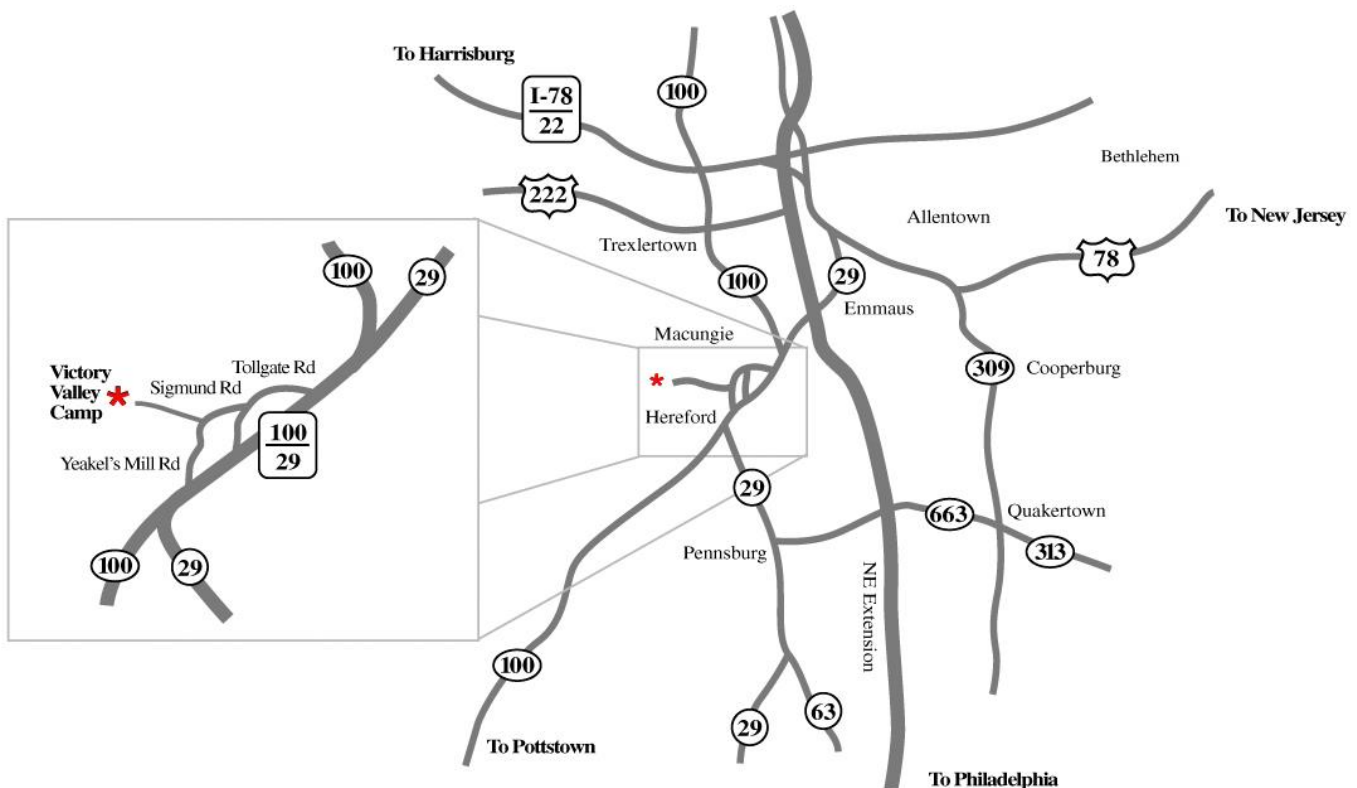 To Harrisburg
I-78
22
100
Bethlehem
222
Allentown
To New Jersey
Trexlertown
78
100
29
Emmaus
Macungie
309
Cooperburg
*
Hereford
29
663
Quakertown
313
Pennsburg
NE Extension
100
29
63
To Pottstown
To Philadelphia
100
29
Tollgate Rd
Victory
Valley
Camp
*
Sigmund Rd
100
29
Yeakel's Mill Rd
100
29